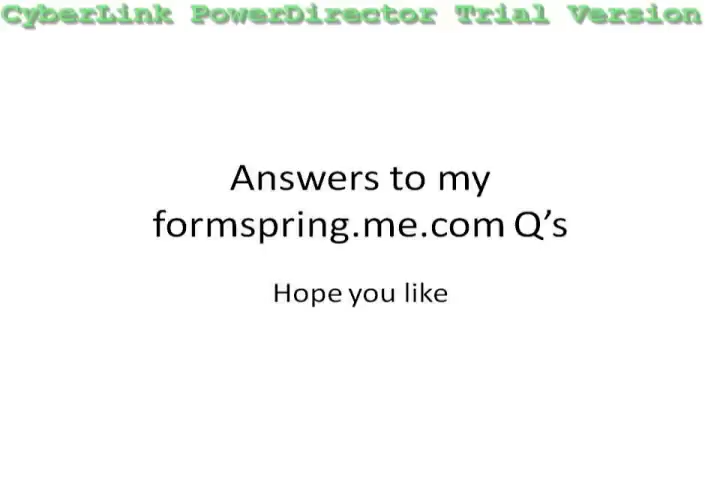 CyberLink PowerDirector Trial Version
Answers to my
formspring.me.com Q’s
Hope you like